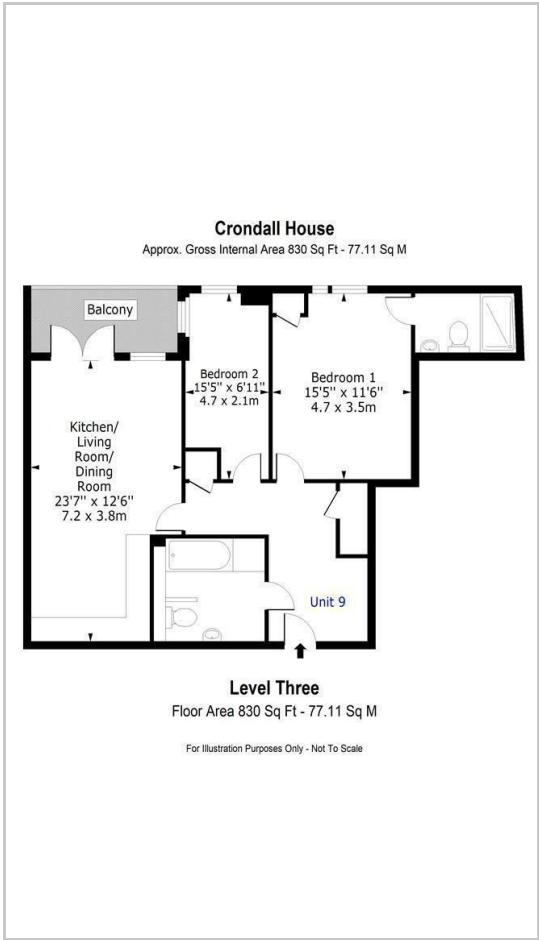 Crondall House
Approx. Gross Internal Area 830 Sq Ft - 77.11 Sq M
Balcony
Bedroom 2
15'5" x 6'11"
4.7 x 2.1m
Bedroom 1
15'5" x 11'6"
4.7 x 3.5m
Kitchen/
Living
Room/
Dining
Room
23'7" x 12'6"
7.2 x 3.8m
Unit 9
Level Three
Floor Area 830 Sq Ft - 77.11 Sq M
For Illustration Purposes Only - Not To Scale